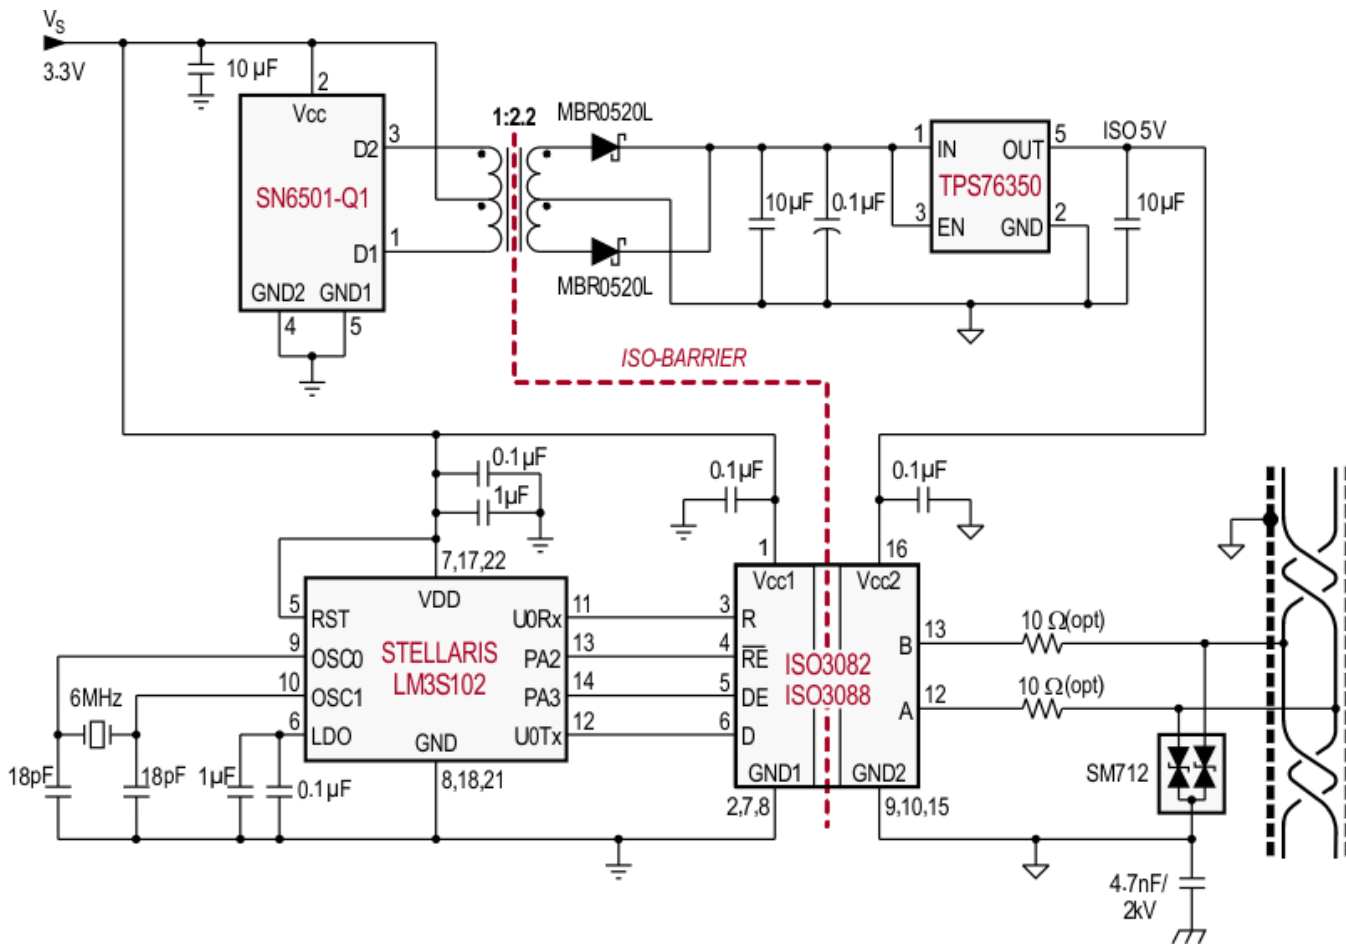 VS
3.3V
10 µF
2
Vcc
3
D2
SN6501-Q1
1
D1
GND2 GND1
4
5
1:2.2
MBR0520L
MBR0520L
10µF
0.1µF
1
IN
OUT
5
TPS76350
3
EN
GND
2
ISO 5V
10µF
ISO-BARRIER
0.1µF
1µF
0.1µF
0.1µF
7,17,22
VDD
5
RST
9
OSC0
10
OSC1
6
LDO
STELLARIS
LM3S102
GND
8,18,21
U0Rx
11
PA2
13
PA3
14
U0Tx
12
6MHz
18pF
18pF
1µF
0.1µF
1
16
Vcc1
Vcc2
3
R
4
RE
5
DE
6
D
ISO3082
ISO3088
B
13
A
12
GND1
GND2
2,7,8
9,10,15
10 Ω(opt)
10 Ω(opt)
SM712
4.7nF/
2kV